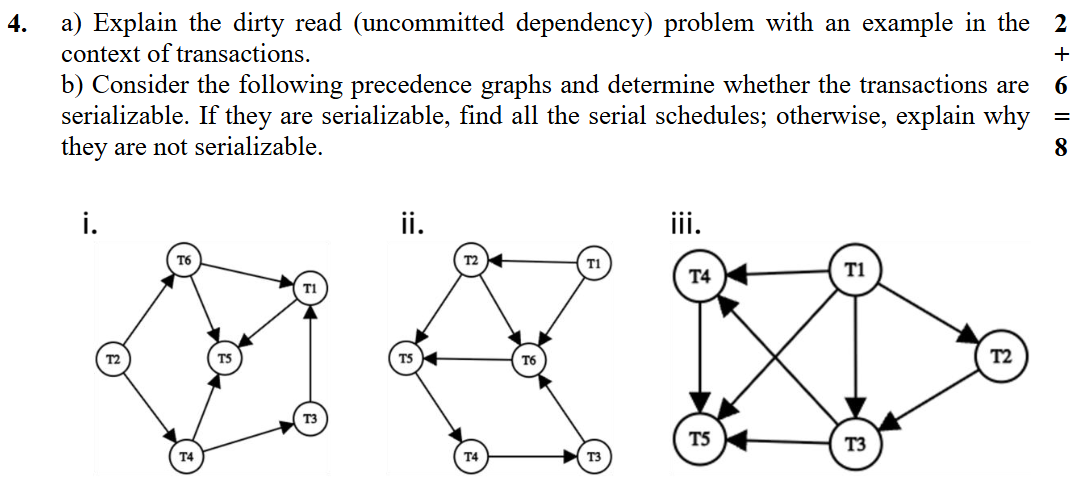 4. a) Explain the dirty read (uncommitted dependency) problem with an example in the 2
context of transactions. +
b) Consider the following precedence graphs and determine whether the transactions are 6
serializable. If they are serializable, find all the serial schedules; otherwise, explain why =
they are not serializable. 8
i. ii. iii.
T6 T2 T1 T4 T1
T1
T2 T5 T5 T6 T2
T3
T4 T4 T3 T5 T3